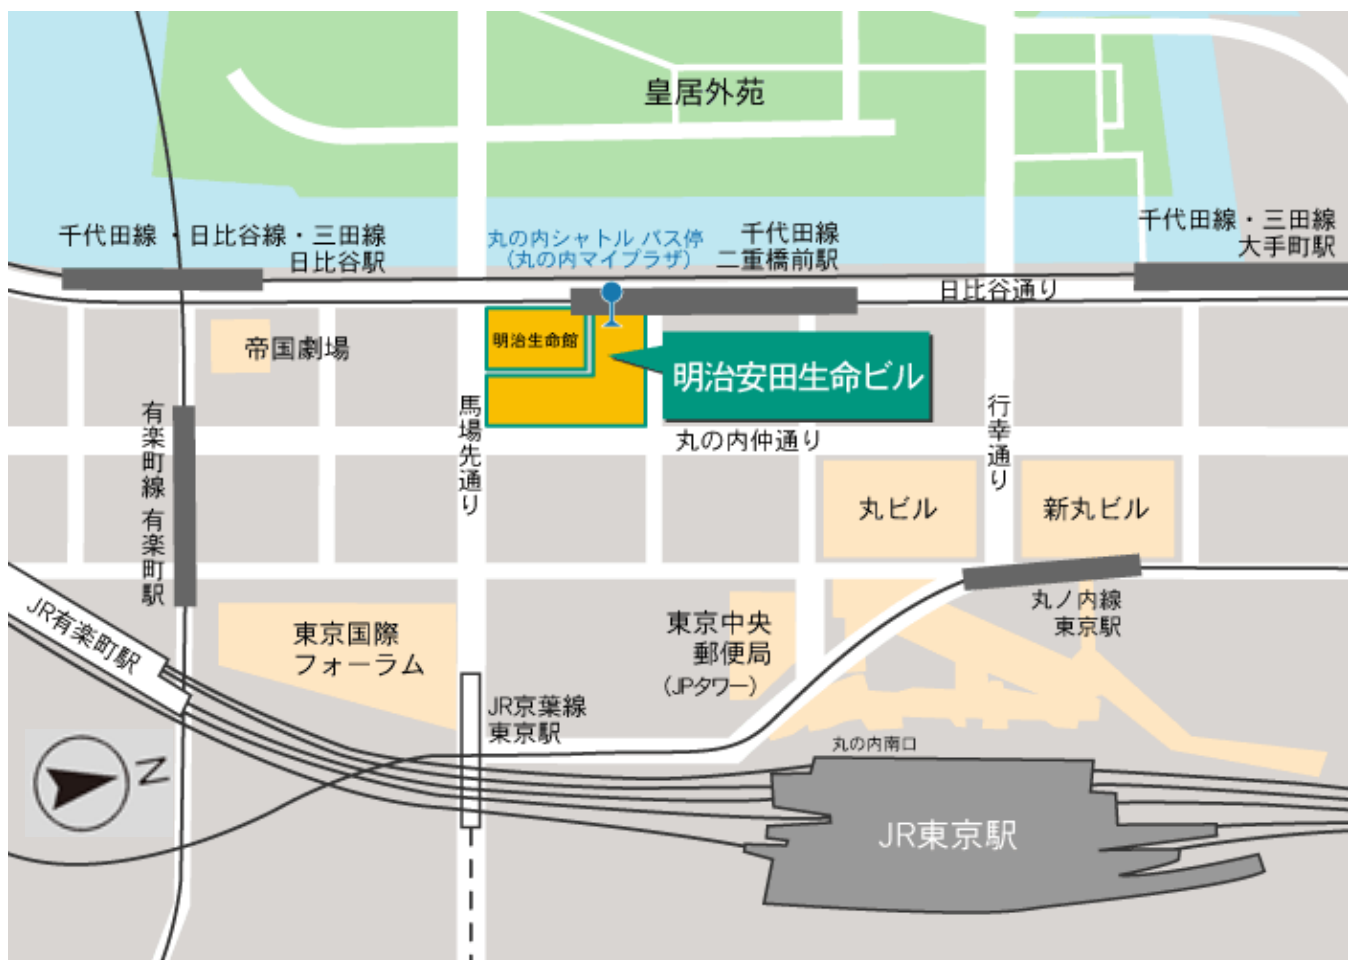 皇居外苑
千代田線・日比谷線・三田線
日比谷駅
丸の内シャトル バス停
（丸の内マイプラザ）
千代田線
二重橋前駅
千代田線・三田線
大手町駅
日比谷通り
帝国劇場
明治生命館
明治安田生命ビル
有楽町線 有楽町駅
馬場先通り
丸の内仲通り
行幸通り
丸ビル
新丸ビル
JR有楽町駅
東京国際
フォーラム
東京中央
郵便局
（JPタワー）
丸ノ内線
東京駅
JR京葉線
東京駅
丸の内南口
JR東京駅
N